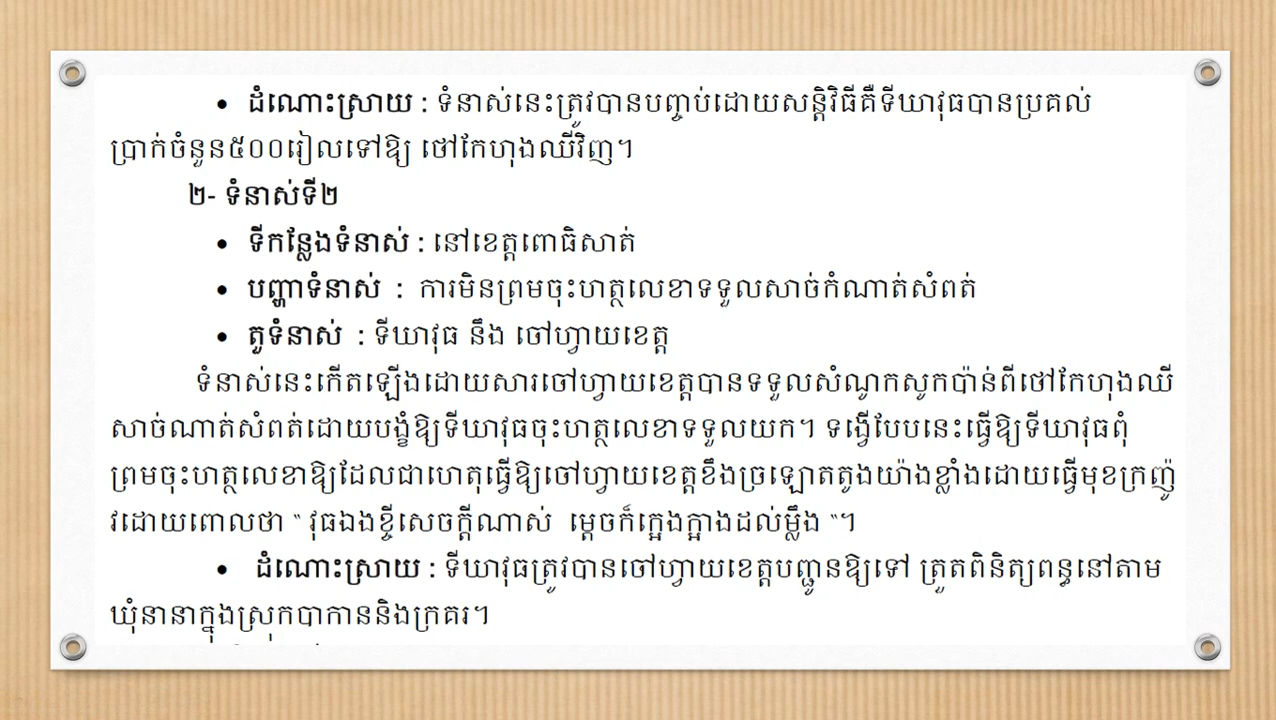 • ដំណោះស្រាយ : ទំនាស់នេះត្រូវបានបញ្ចប់ដោយសន្តិវិធីគឺទីឃាវុធបានប្រគល់
ប្រាក់ចំនួន៥០០រៀលទៅឱ្យ ថៅកែហុងឈីវិញ។
២- ទំនាស់ទី២
• ទីកន្លែងទំនាស់ : នៅខេត្តពោធិសាត់
• បញ្ហាទំនាស់ : ការមិនព្រមចុះហត្ថលេខាទទួលសាច់កំណាត់សំពត់
• តួទំនាស់ : ទីឃាវុធ នឹង ចៅហ្វាយខេត្ត
ទំនាស់នេះកើតឡើងដោយសារចៅហ្វាយខេត្តបានទទួលសំណូកសូកប៉ាន់ពីថៅកែហុងឈី
សាច់ណាត់សំពត់ដោយបង្ខំឱ្យទីឃាវុធចុះហត្ថលេខាទទួលយក។ ទង្វើបែបនេះធ្វើឱ្យទីឃាវុធពុំ
ព្រមចុះហត្ថលេខាឱ្យដែលជាហេតុធ្វើឱ្យចៅហ្វាយខេត្តខឹងច្រឡោតតូងយ៉ាងខ្លាំងដោយធ្វើមុខក្រញ៉ូ
វដោយពោលថា " វុធឯងខ្ចីសេចក្ដីណាស់ ម្ដេចក៏ក្អេងក្អាងដល់ម្ល៉ឹង "។
• ដំណោះស្រាយ : ទីឃាវុធត្រូវបានចៅហ្វាយខេត្តបញ្ជូនឱ្យទៅ ត្រួតពិនិត្យពន្ធនៅតាម
ឃុំនានាក្នុងស្រុកបាកាននិងក្រគរ។